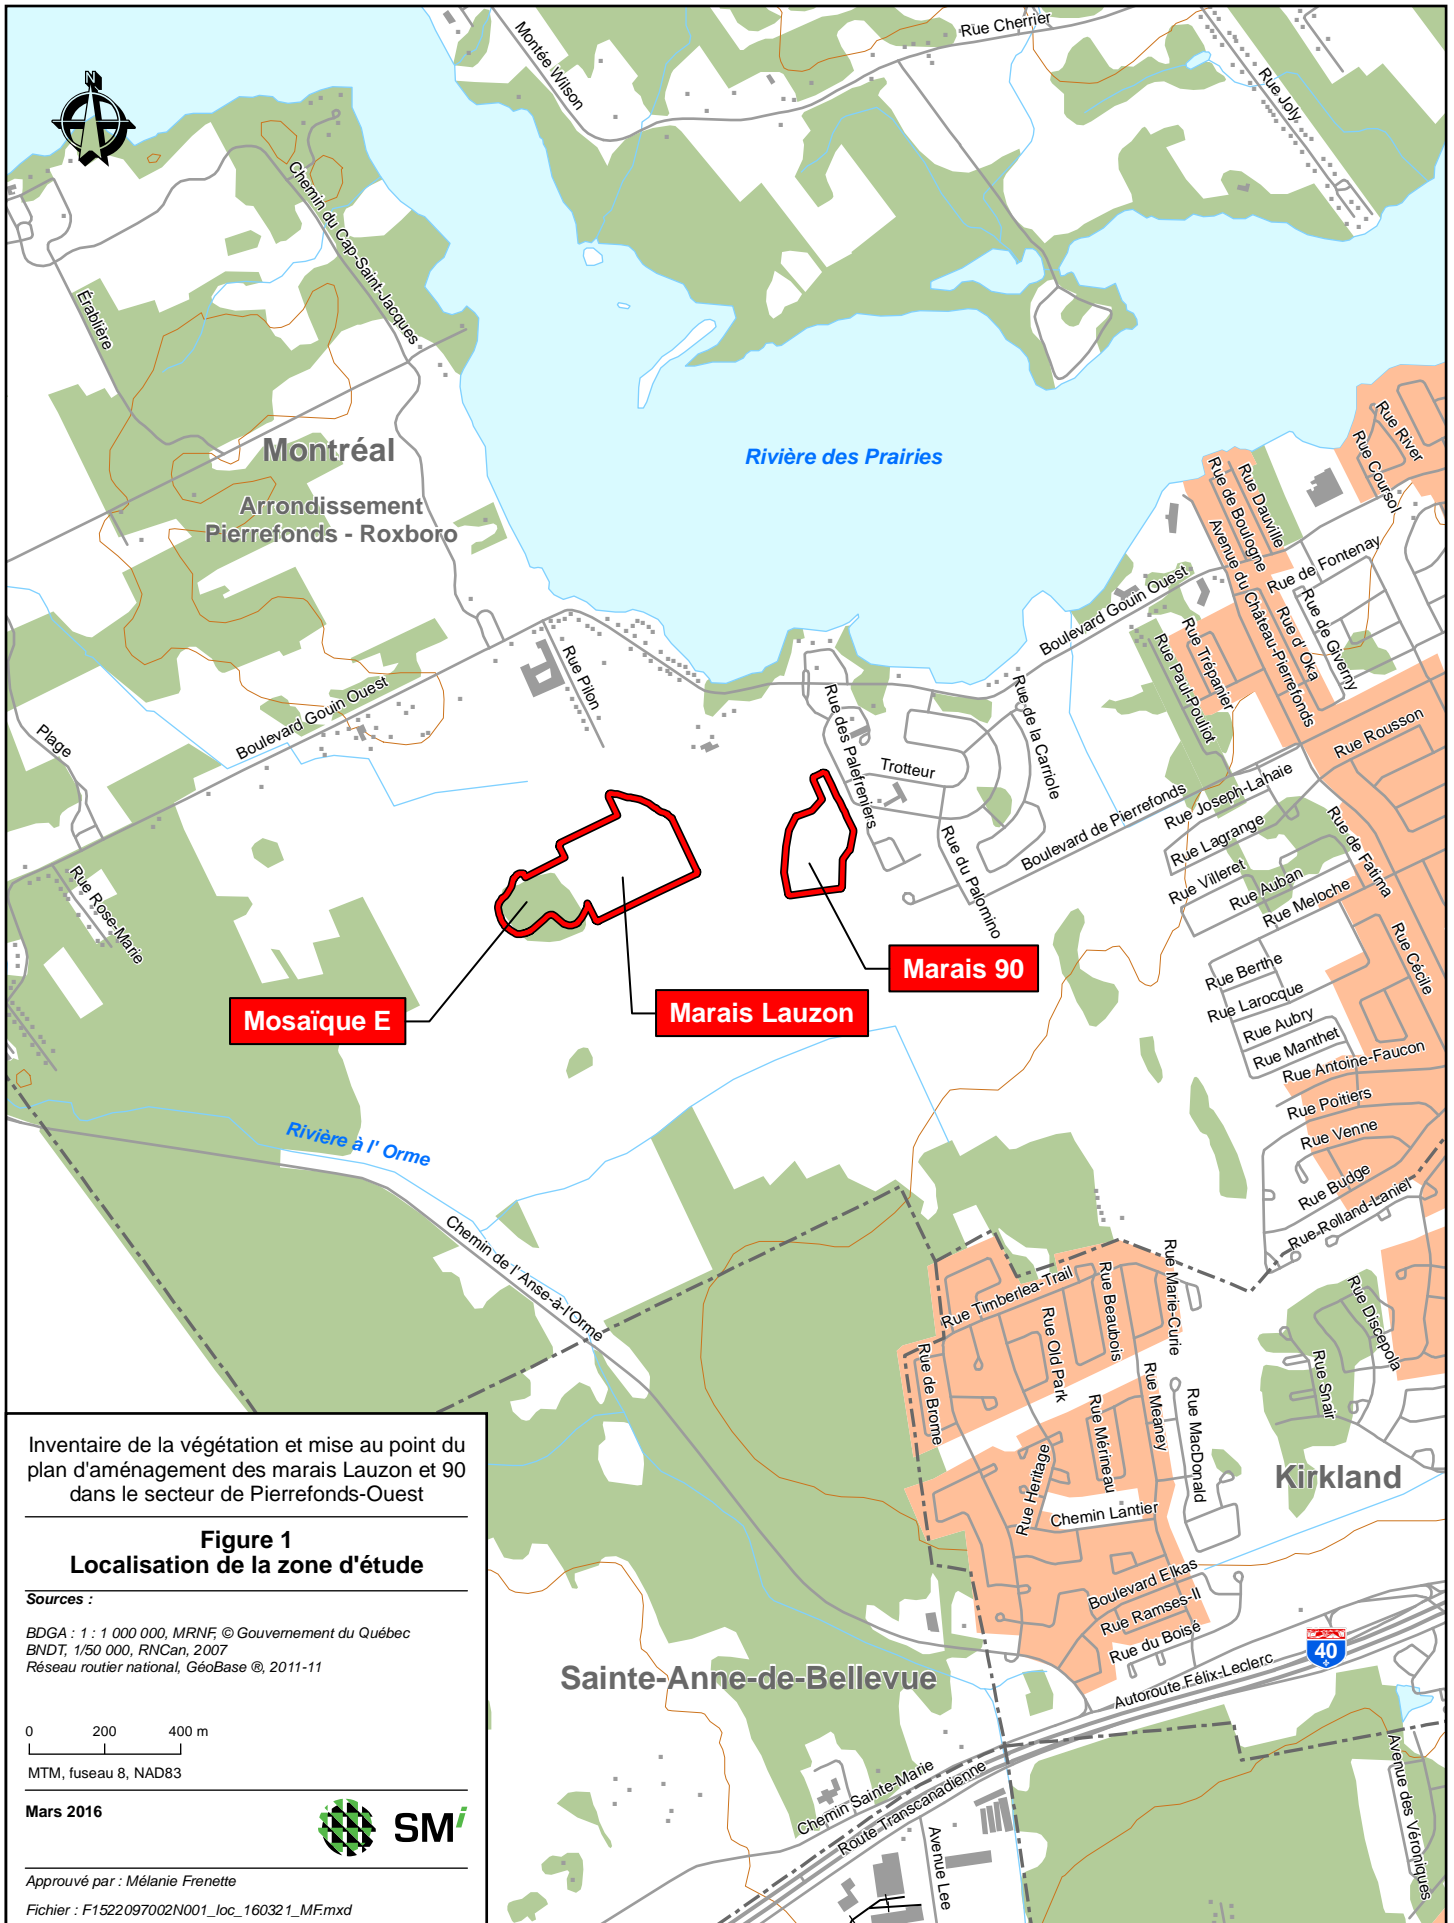 N
Rue Cherrier
Montée Wilson
Rue Joly
Chemin du Cap-Saint-Jacques
Érablière
Montréal
Arrondissement
Pierrefonds - Roxboro
Rivière des Prairies
Rue River
Rue Coursol
Rue Dauville
Rue de Boulogne
Avenue du Château-Pierrefonds
Rue de Fontenay
Rue de Giverny
Rue d' Oka
Rue Trépanier
Rue Paul-Pouliot
Boulevard Gouin Ouest
Rue Pilon
Boulevard Gouin Ouest
Plage
Rue des Palefreniers
Rue de la Carriole
Trotteur
Rue du Palomino
Boulevard de Pierrefonds
Rue Rousson
Rue Joseph-Lahaie
Rue Lagrange
Rue de Fatima
Rue Villeret
Rue Auban
Rue Meloche
Rue Rose-Marie
Rue Cécile
Rue Berthe
Rue Larocque
Rue Aubry
Rue Manthet
Rue Antoine-Faucon
Rue Poitiers
Rue Venne
Rue Budge
Rue Rolland-Laniel
Marais 90
Marais Lauzon
Mosaïque E
Rivière à l' Orme
Chemin de l' Anse-à-l'Orme
Rue Timberlea-Trail
Rue Beaubois
Rue Marie-Curie
Rue Old Park
Rue de Brome
Rue Meaney
Rue Mérineau
Rue MacDonald
Rue Heritage
Chemin Lantier
Rue Discepola
Rue Snair
Kirkland
Boulevard Elkas
Rue Ramses-II
Rue du Boisé
40
Autoroute Félix-Leclerc
Sainte-Anne-de-Bellevue
Chemin Sainte-Marie
Route Transcanadienne
Avenue Lee
Avenue des Véroniques
Inventaire de la végétation et mise au point du
plan d'aménagement des marais Lauzon et 90
dans le secteur de Pierrefonds-Ouest
Figure 1
Localisation de la zone d'étude
Sources :
BDGA : 1 : 1 000 000, MRNF, © Gouvernement du Québec
BNDT, 1/50 000, RNCan, 2007
Réseau routier national, GéoBase ®, 2011-11
0 200 400 m
MTM, fuseau 8, NAD83
Mars 2016
SMi
Approuvé par : Mélanie Frenette
Fichier : F1522097002N001_loc_160321_MF.mxd